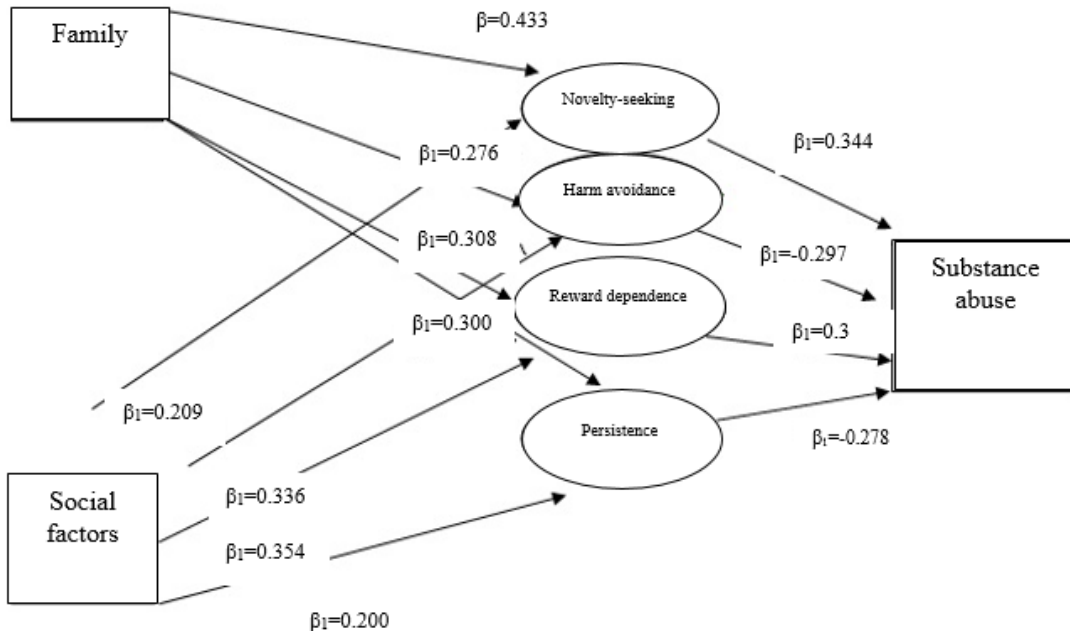 Family
β=0.433
Novelty-seeking
β1=0.276
β1=0.344
Harm avoidance
β1=0.308
β1=-0.297
Substance
abuse
Reward dependence
β1=0.300
β1=0.3
β1=0.209
Persistence
β1=-0.278
Social
factors
β1=0.336
β1=0.354
β1=0.200